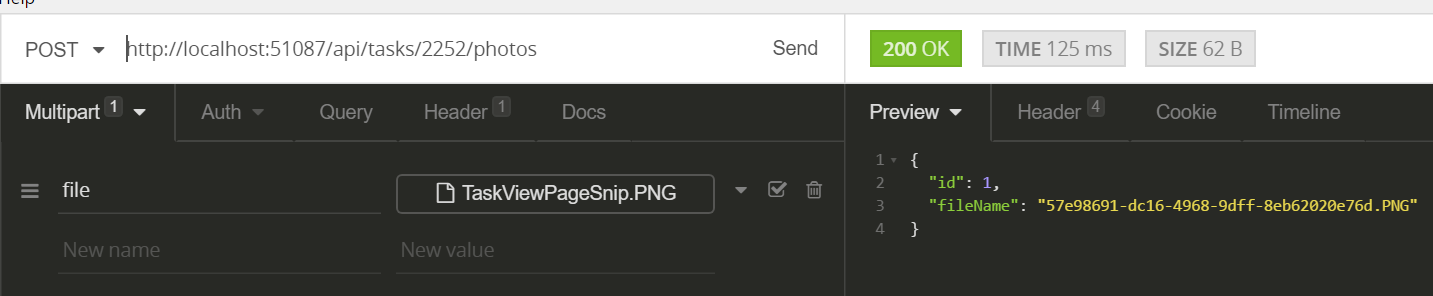 Help
POST http://localhost:51087/api/tasks/2252/photos Send
200 OK TIME 125 ms SIZE 62 B
Multipart 1 Auth Query Header 1 Docs
Preview Header 4 Cookie Timeline
file TaskViewPageSnip.PNG
New name New value
1 {
2 "id": 1,
3 "fileName": "57e98691-dc16-4968-9dff-8eb62020e76d.PNG"
4 }